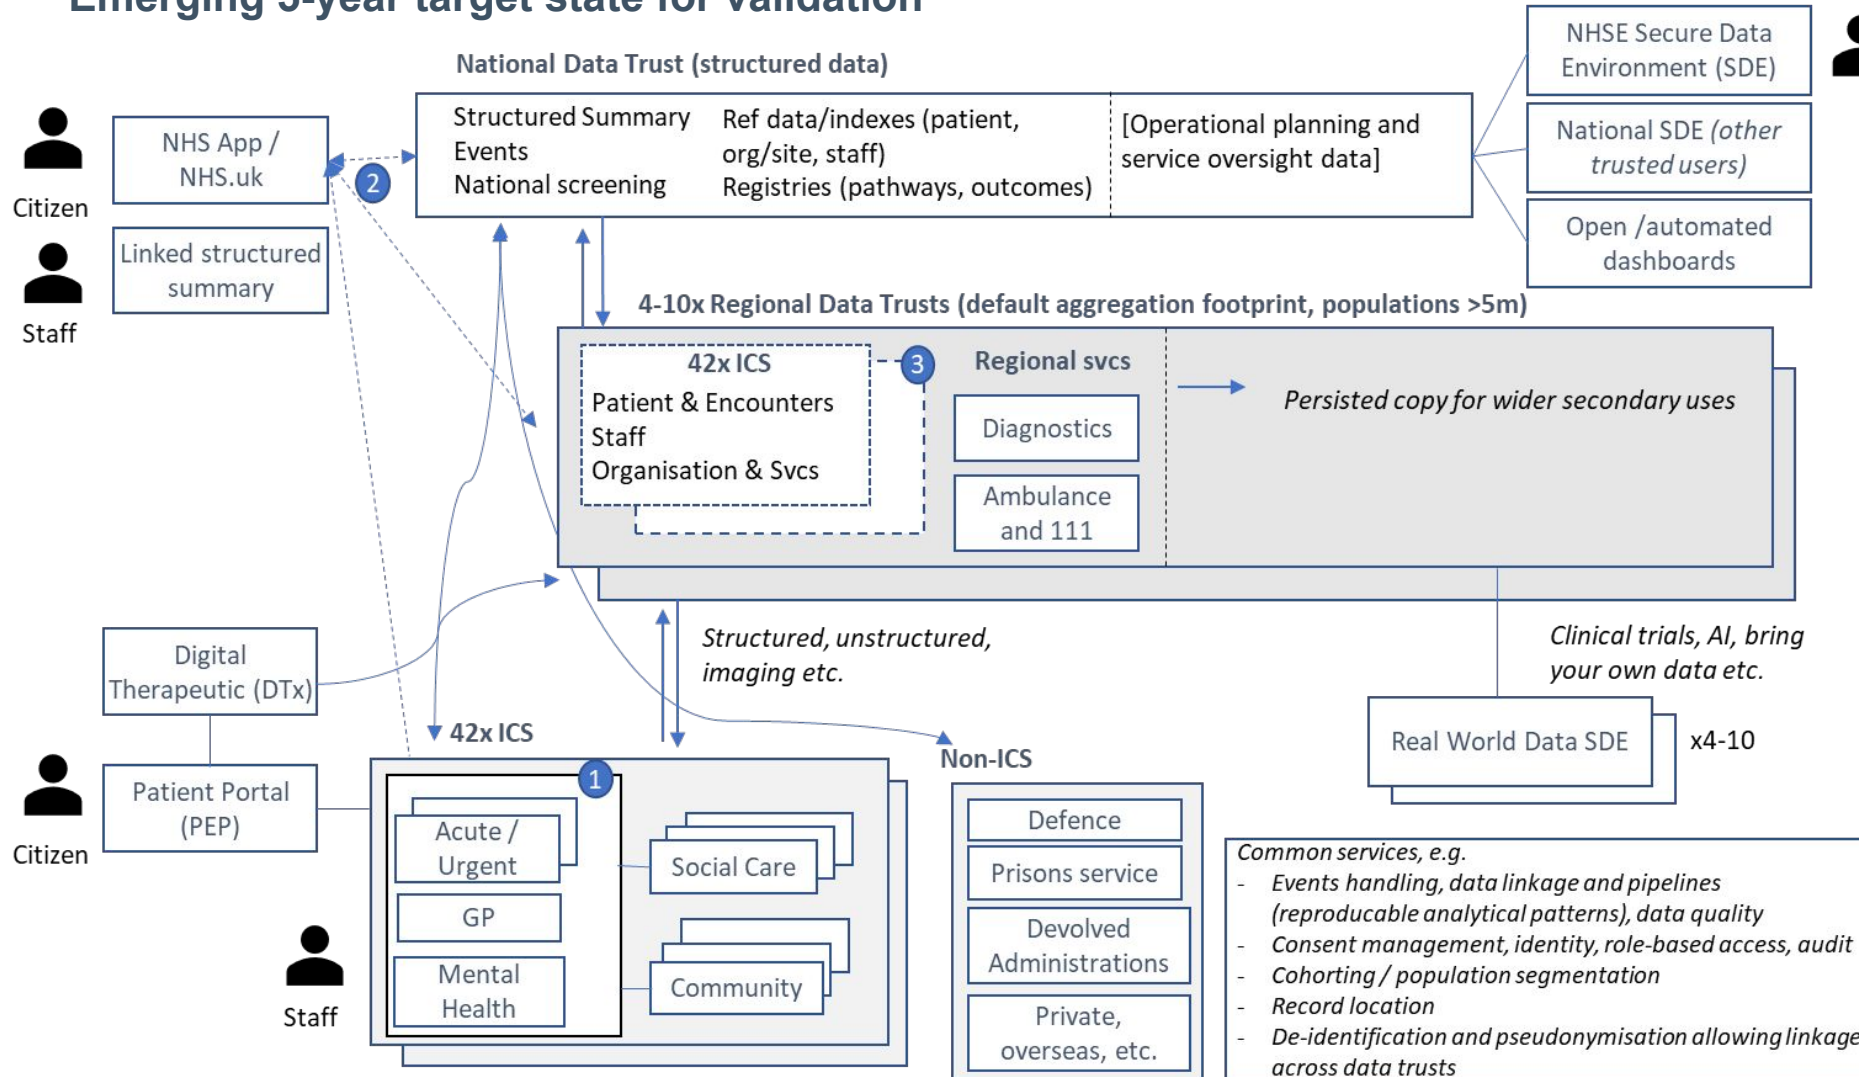 Emerging 5-year target state for validation
National Data Trust (structured data)
NHSE Secure Data
Environment (SDE)
National SDE (other
trusted users)
Open /automated
dashboards
Citizen
NHS App /
NHS.uk
2
Structured Summary
Events
National screening
Ref data/indexes (patient,
org/site, staff)
Registries (pathways, outcomes)
[Operational planning and
service oversight data]
Staff
Linked structured
summary
4-10x Regional Data Trusts (default aggregation footprint, populations >5m)
42x ICS
Patient & Encounters
Staff
Organisation & Svcs
3
Regional svcs
Diagnostics
Ambulance
and 111
Persisted copy for wider secondary uses
Structured, unstructured,
imaging etc.
Clinical trials, AI, bring
your own data etc.
Real World Data SDE
x4-10
Digital
Therapeutic (DTx)
Citizen
Patient Portal
(PEP)
42x ICS
1
Acute /
Urgent
GP
Mental
Health
Social Care
Community
Staff
Non-ICS
Defence
Prisons service
Devolved
Administrations
Private,
overseas, etc.
Common services, e.g.
- Events handling, data linkage and pipelines
(reproducable analytical patterns), data quality
- Consent management, identity, role-based access, audit
- Cohorting / population segmentation
- Record location
- De-identification and pseudonymisation allowing linkage
across data trusts